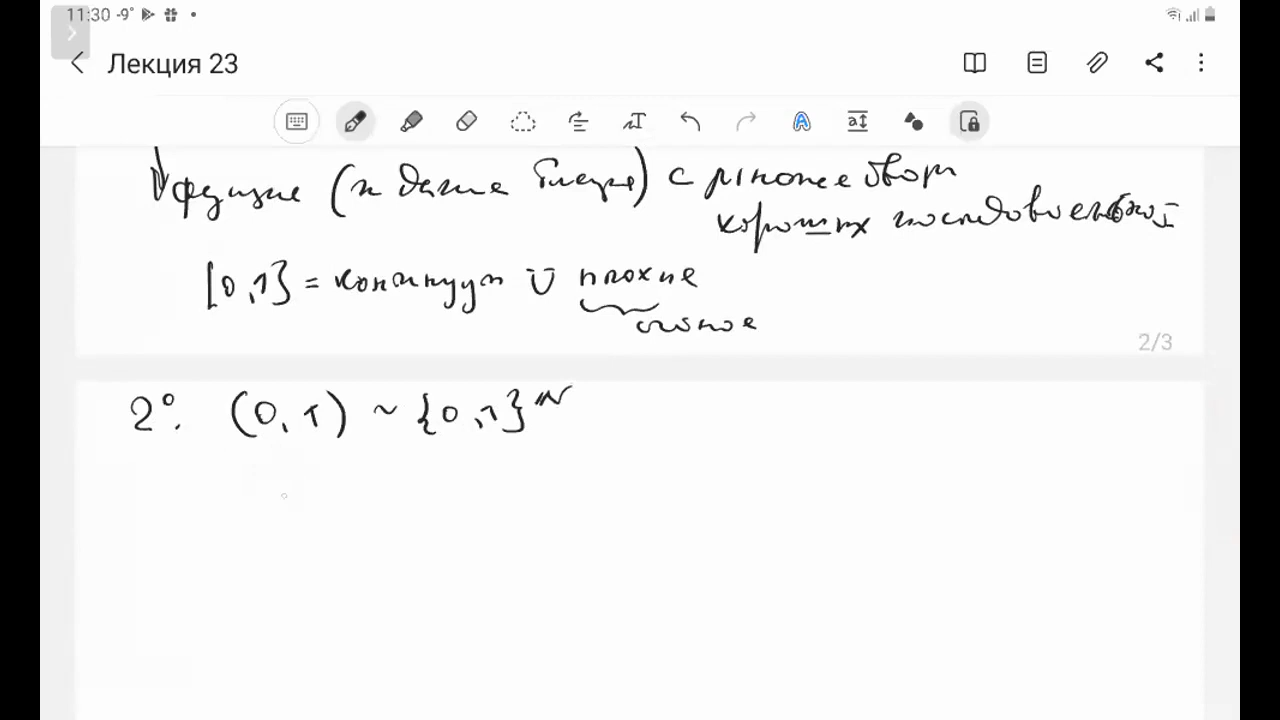 11:30 -9°
Лекция 23
(и даже биекция) с множеством
хороших последовательностей
[0,1] = континуум ∪ плохие
счётное
2/3
2°. (0,1) ~ {0,1}^ℕ